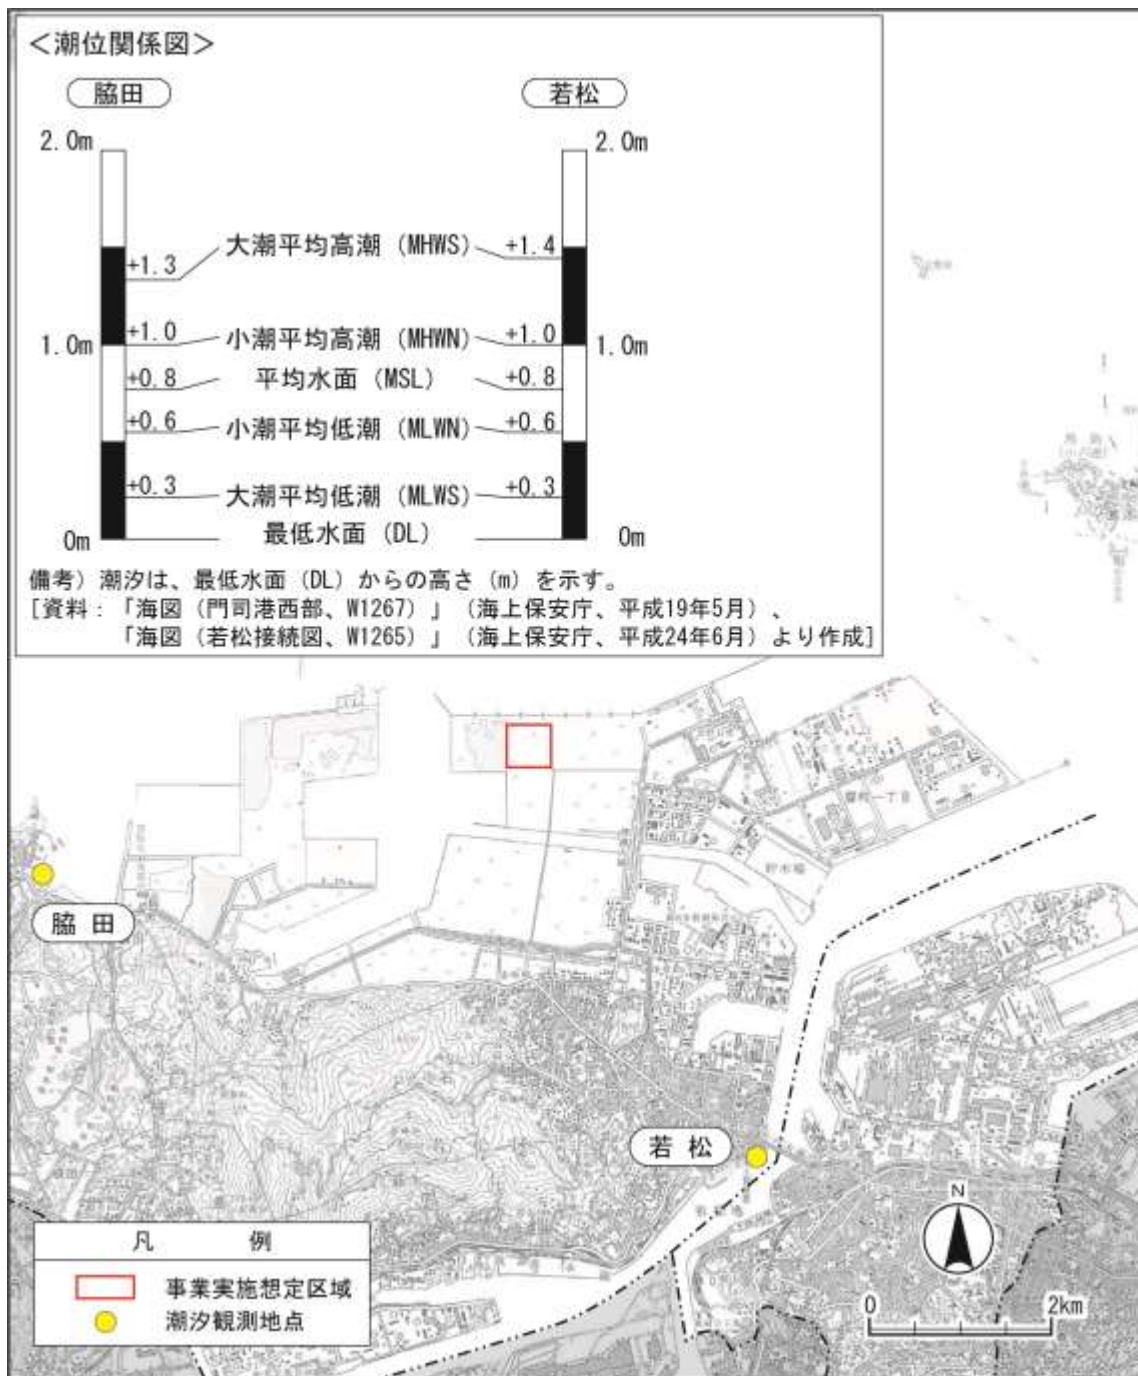 ＜潮位関係図＞
脇田
若松
2.0m
2.0m
大潮平均高潮（MHWS）
+1.4
+1.3
+1.0
小潮平均高潮（MHWN）
+1.0
1.0m
1.0m
+0.8
平均水面（MSL）
+0.8
+0.6
小潮平均低潮（MLWN）
+0.6
+0.3
大潮平均低潮（MLWS）
+0.3
0m
最低水面（DL）
0m
備考）潮汐は、最低水面（DL）からの高さ（m）を示す。
[資料：『海図（門司港西部、W1267）』（海上保安庁、平成19年5月）、
『海図（若松接続図、W1265）』（海上保安庁、平成24年6月）より作成]
貯木場
脇 田
若 松
凡 例
事業実施想定区域
潮汐観測地点
N
0
2km